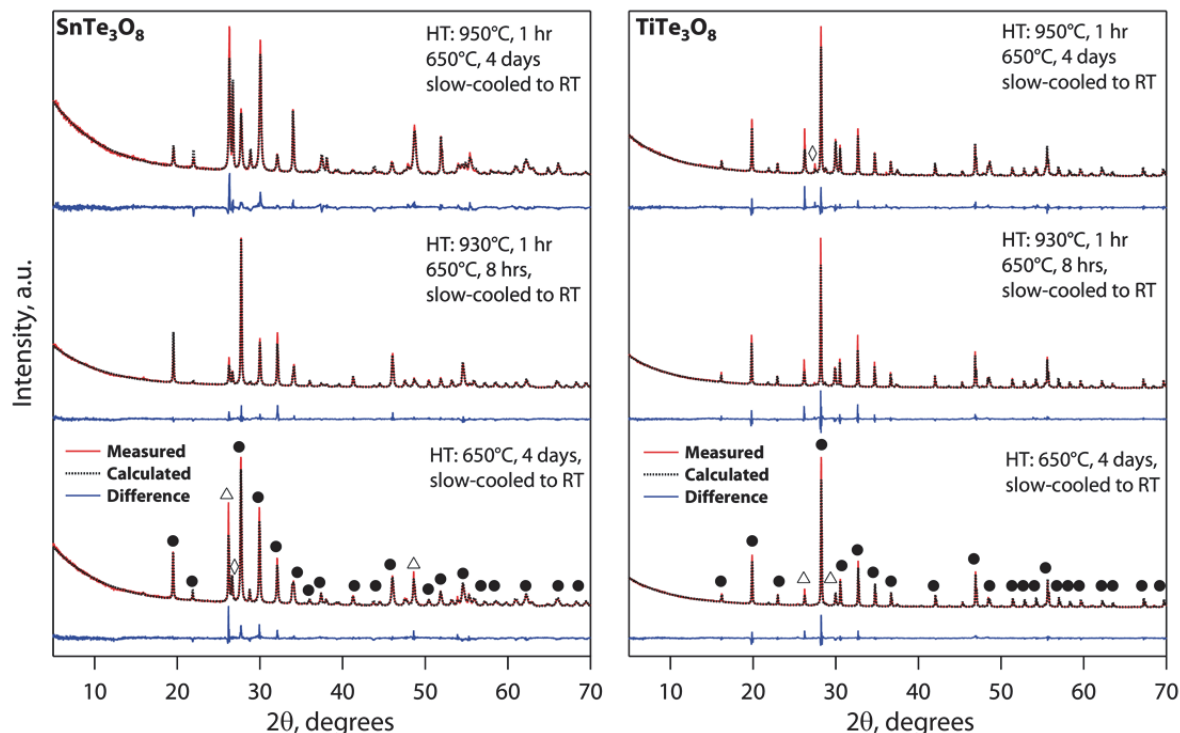 SnTe₃O₈
HT: 950°C, 1 hr
650°C, 4 days
slow-cooled to RT
HT: 930°C, 1 hr
650°C, 8 hrs,
slow-cooled to RT
Measured
Calculated
Difference
HT: 650°C, 4 days,
slow-cooled to RT
10 20 30 40 50 60 70
2θ, degrees
Intensity, a.u.
TiTe₃O₈
HT: 950°C, 1 hr
650°C, 4 days
slow-cooled to RT
HT: 930°C, 1 hr
650°C, 8 hrs,
slow-cooled to RT
Measured
Calculated
Difference
HT: 650°C, 4 days,
slow-cooled to RT
10 20 30 40 50 60 70
2θ, degrees